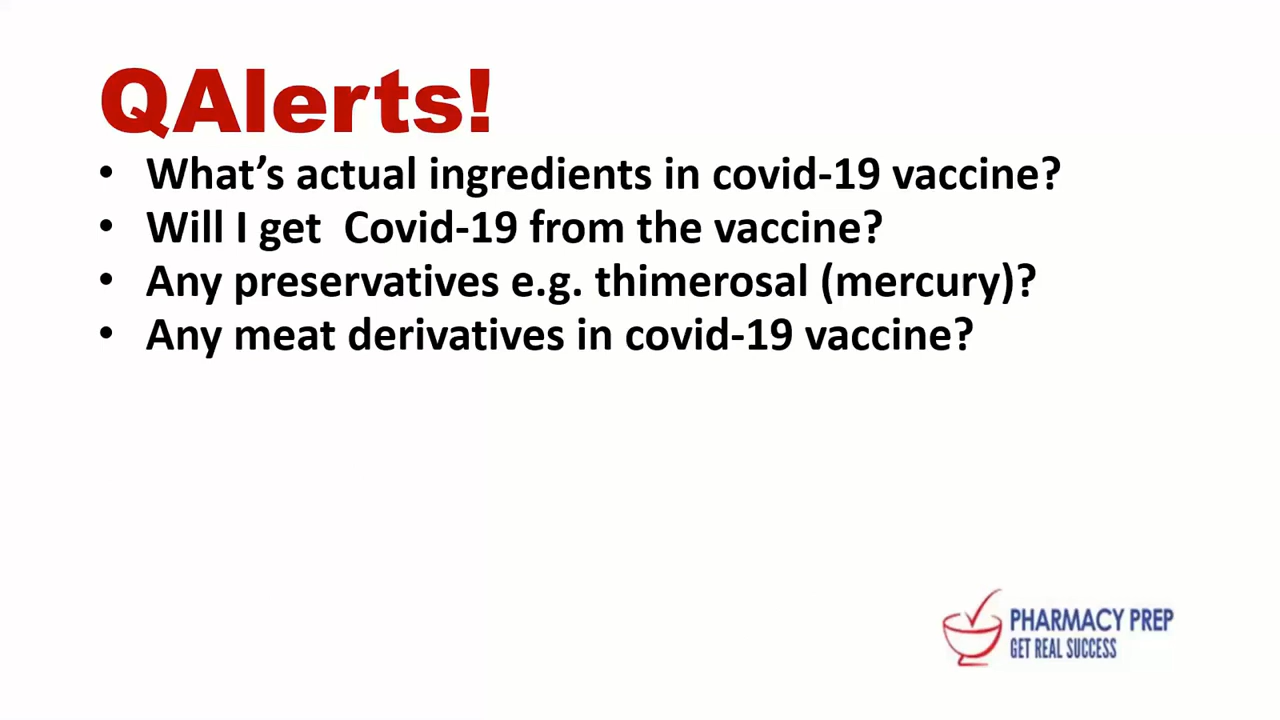 QAlerts!
• What’s actual ingredients in covid-19 vaccine?
• Will I get  Covid-19 from the vaccine?
• Any preservatives e.g. thimerosal (mercury)?
• Any meat derivatives in covid-19 vaccine?
PHARMACY PREP
GET REAL SUCCESS